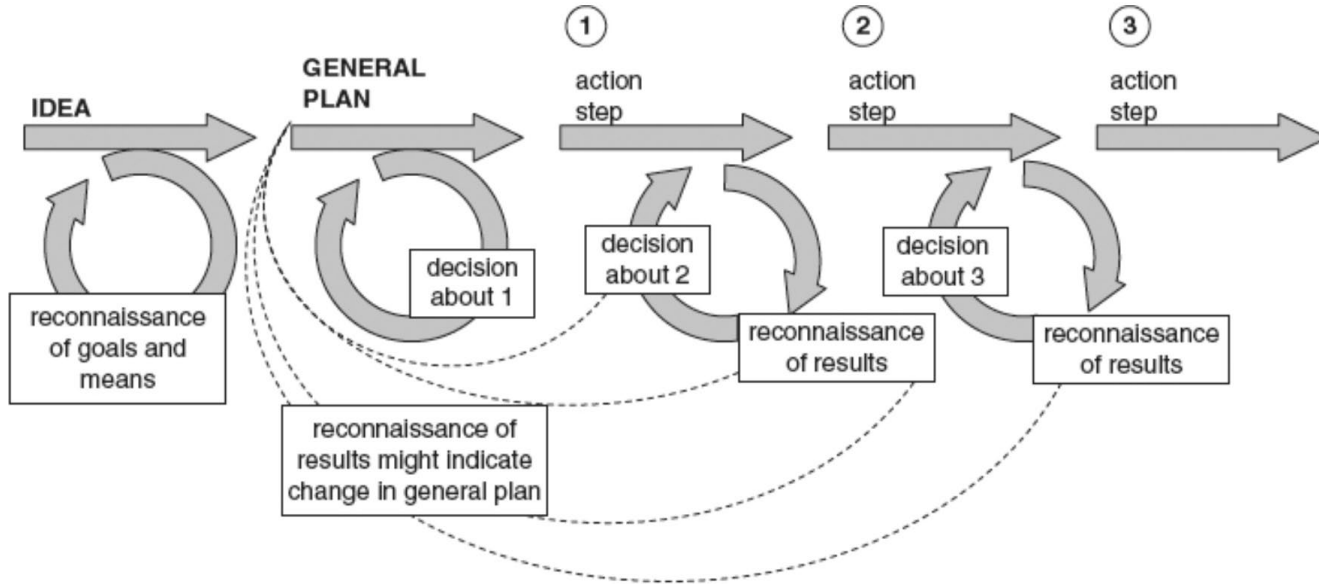 1
2
3
IDEA
GENERAL
PLAN
action
step
action
step
action
step
reconnaissance
of goals and
means
decision
about 1
decision
about 2
reconnaissance
of results
decision
about 3
reconnaissance
of results
reconnaissance of
results might indicate
change in general plan